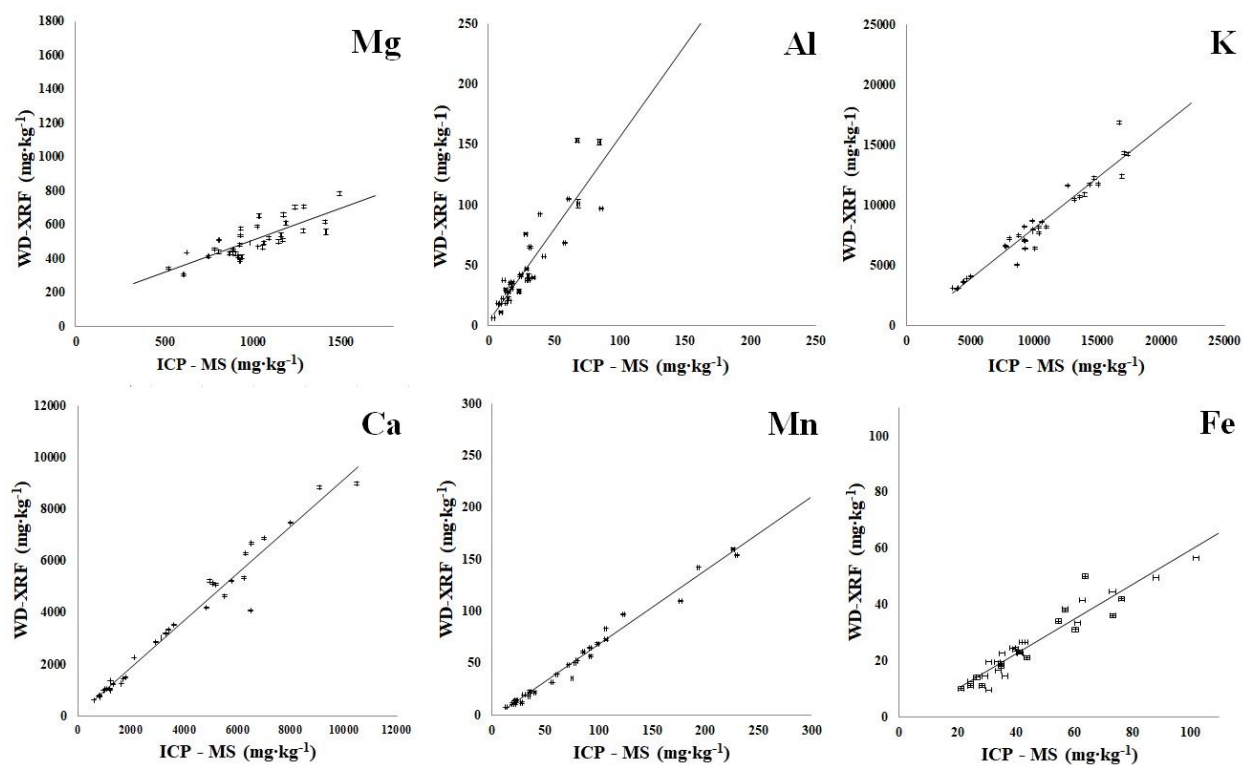 Mg
1800
1600
1400
1200
1000
800
600
400
200
0
0 500 1000 1500
WD-XRF (mg·kg-1)
ICP - MS (mg·kg-1)
Al
250
200
150
100
50
0
0 50 100 150 200 250
WD-XRF (mg·kg-1)
ICP - MS (mg·kg-1)
K
25000
20000
15000
10000
5000
0
0 5000 10000 15000 20000 25000
WD-XRF (mg·kg-1)
ICP - MS (mg·kg-1)
Ca
12000
10000
8000
6000
4000
2000
0
0 2000 4000 6000 8000 10000 12000
WD-XRF (mg·kg-1)
ICP - MS (mg·kg-1)
Mn
300
250
200
150
100
50
0
0 50 100 150 200 250 300
WD-XRF (mg·kg-1)
ICP - MS (mg·kg-1)
Fe
100
80
60
40
20
0
0 20 40 60 80 100
WD-XRF (mg·kg-1)
ICP - MS (mg·kg-1)